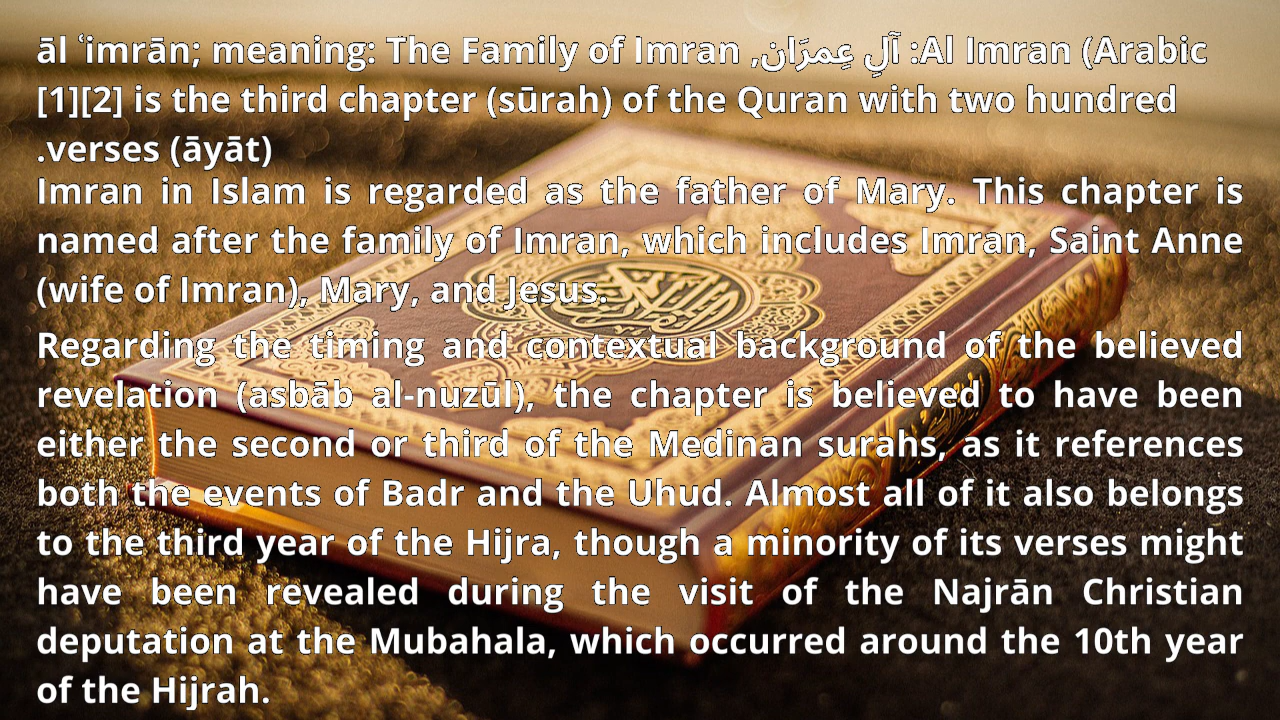 āl ʿimrān; meaning: The Family of Imran ,آلِ عِمرَان :Al Imran (Arabic
[1][2] is the third chapter (sūrah) of the Quran with two hundred
.verses (āyāt)
Imran in Islam is regarded as the father of Mary. This chapter is
named after the family of Imran, which includes Imran, Saint Anne
(wife of Imran), Mary, and Jesus.
Regarding the timing and contextual background of the believed
revelation (asbāb al-nuzūl), the chapter is believed to have been
either the second or third of the Medinan surahs, as it references
both the events of Badr and the Uhud. Almost all of it also belongs
to the third year of the Hijra, though a minority of its verses might
have been revealed during the visit of the Najrān Christian
deputation at the Mubahala, which occurred around the 10th year
of the Hijrah.